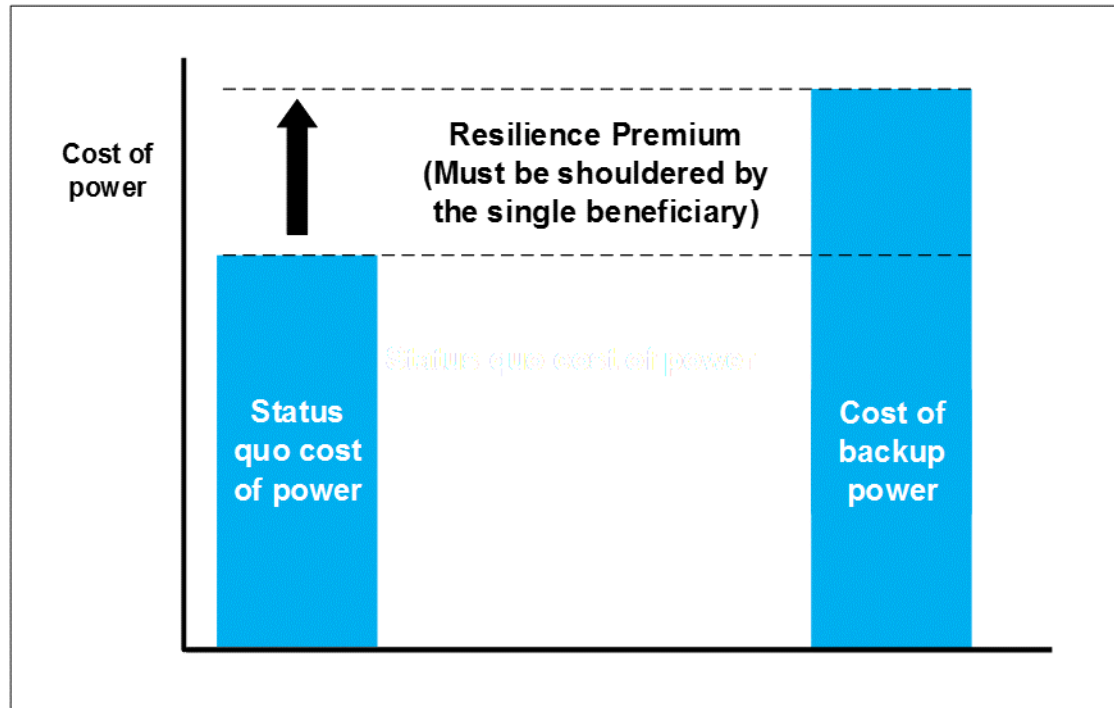 Cost of
power
Resilience Premium
(Must be shouldered by
the single beneficiary)
Status quo cost of power
Status
quo cost
of power
Cost of
backup
power